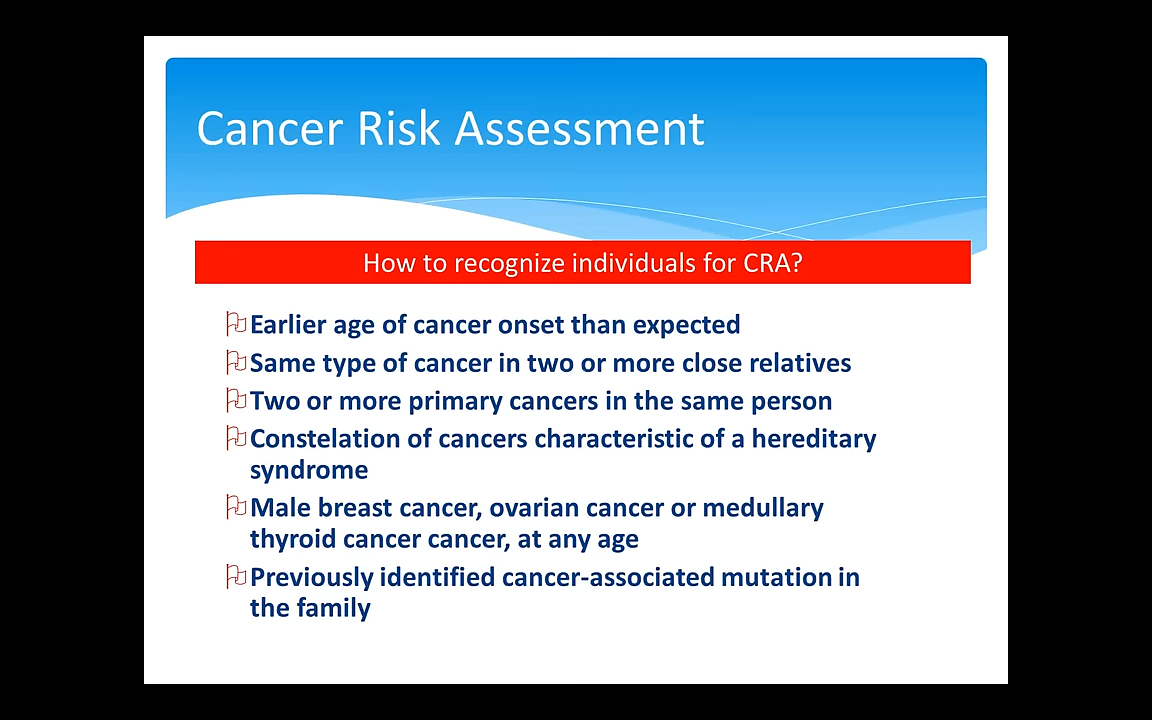 Cancer Risk Assessment
How to recognize individuals for CRA?
Earlier age of cancer onset than expected
Same type of cancer in two or more close relatives
Two or more primary cancers in the same person
Constelation of cancers characteristic of a hereditary
syndrome
Male breast cancer, ovarian cancer or medullary
thyroid cancer cancer, at any age
Previously identified cancer-associated mutation in
the family